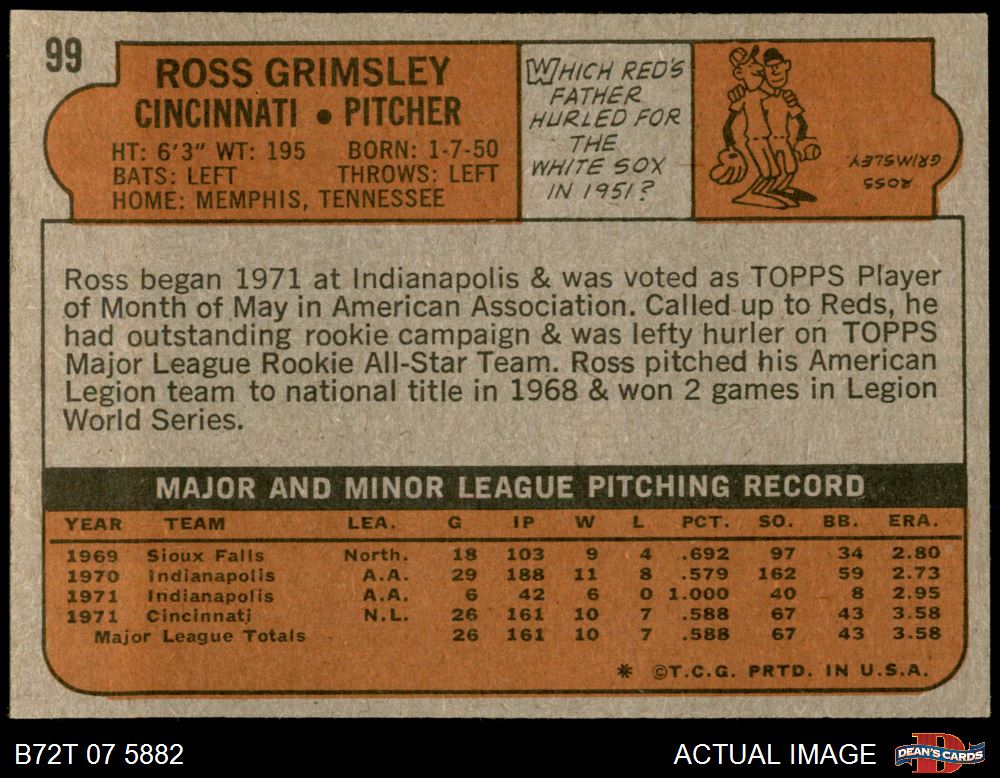 99
ROSS GRIMSLEY
CINCINNATI • PITCHER
HT: 6'3" WT: 195 BORN: 1-7-50
BATS: LEFT THROWS: LEFT
HOME: MEMPHIS, TENNESSEE
WHICH RED'S
FATHER
HURLED FOR
THE
WHITE SOX
IN 1951?
ROSS
GRIMSLEY
Ross began 1971 at Indianapolis & was voted as TOPPS Player
of Month of May in American Association. Called up to Reds, he
had outstanding rookie campaign & was lefty hurler on TOPPS
Major League Rookie All-Star Team. Ross pitched his American
Legion team to national title in 1968 & won 2 games in Legion
World Series.
MAJOR AND MINOR LEAGUE PITCHING RECORD
YEAR TEAM LEA. G IP W L PCT. SO. BB. ERA.
1969 Sioux Falls North. 18 103 9 4 .692 97 34 2.80
1970 Indianapolis A.A. 29 188 11 8 .579 162 59 2.73
1971 Indianapolis A.A. 6 42 6 0 1.000 40 8 2.95
1971 Cincinnati N.L. 26 161 10 7 .588 67 43 3.58
Major League Totals 26 161 10 7 .588 67 43 3.58
* ©T.C.G. PRTD. IN U.S.A.
B72T 07 5882 ACTUAL IMAGE
DEAN'S CARDS